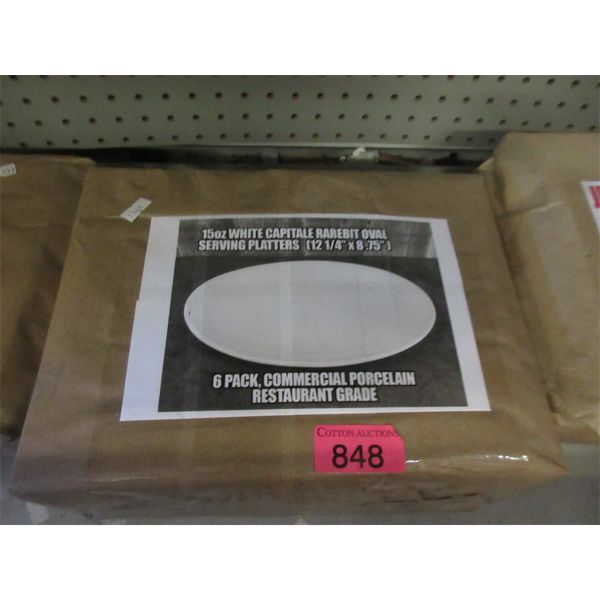 15oz WHITE CAPITALE RAREBIT OVAL
SERVING PLATTERS (12 1/4" x 8 .75")
6 PACK, COMMERCIAL PORCELAIN
RESTAURANT GRADE
COTTON AUCTIONS
848